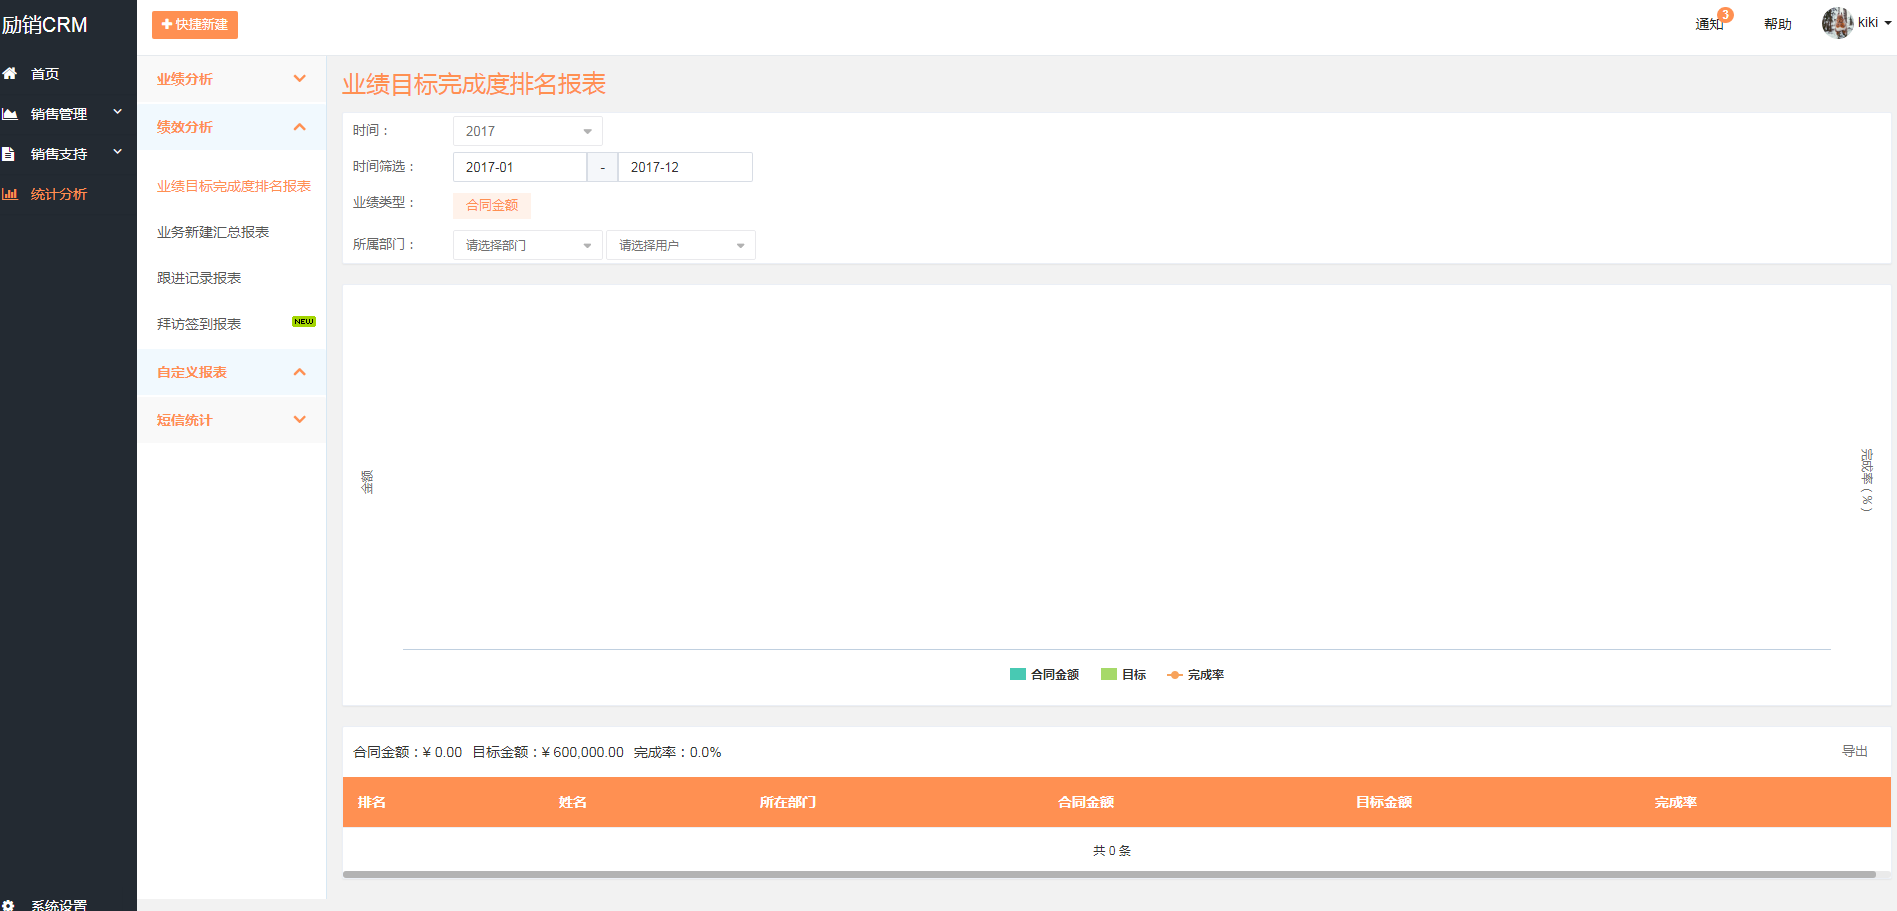 励销CRM
快捷新建
通知
3
帮助
kiki
首页
销售管理
销售支持
统计分析
系统设置
业绩分析
绩效分析
业绩目标完成度排名报表
业务新建汇总报表
跟进记录报表
拜访签到报表 NEW
自定义报表
短信统计
业绩目标完成度排名报表
时间： 2017
时间筛选： 2017-01 - 2017-12
业绩类型： 合同金额
所属部门： 请选择部门 请选择用户
金额
完成率（%）
合同金额 目标 完成率
合同金额：¥ 0.00 目标金额：¥ 600,000.00 完成率：0.0%
导出
排名 姓名 所在部门 合同金额 目标金额 完成率
共 0 条